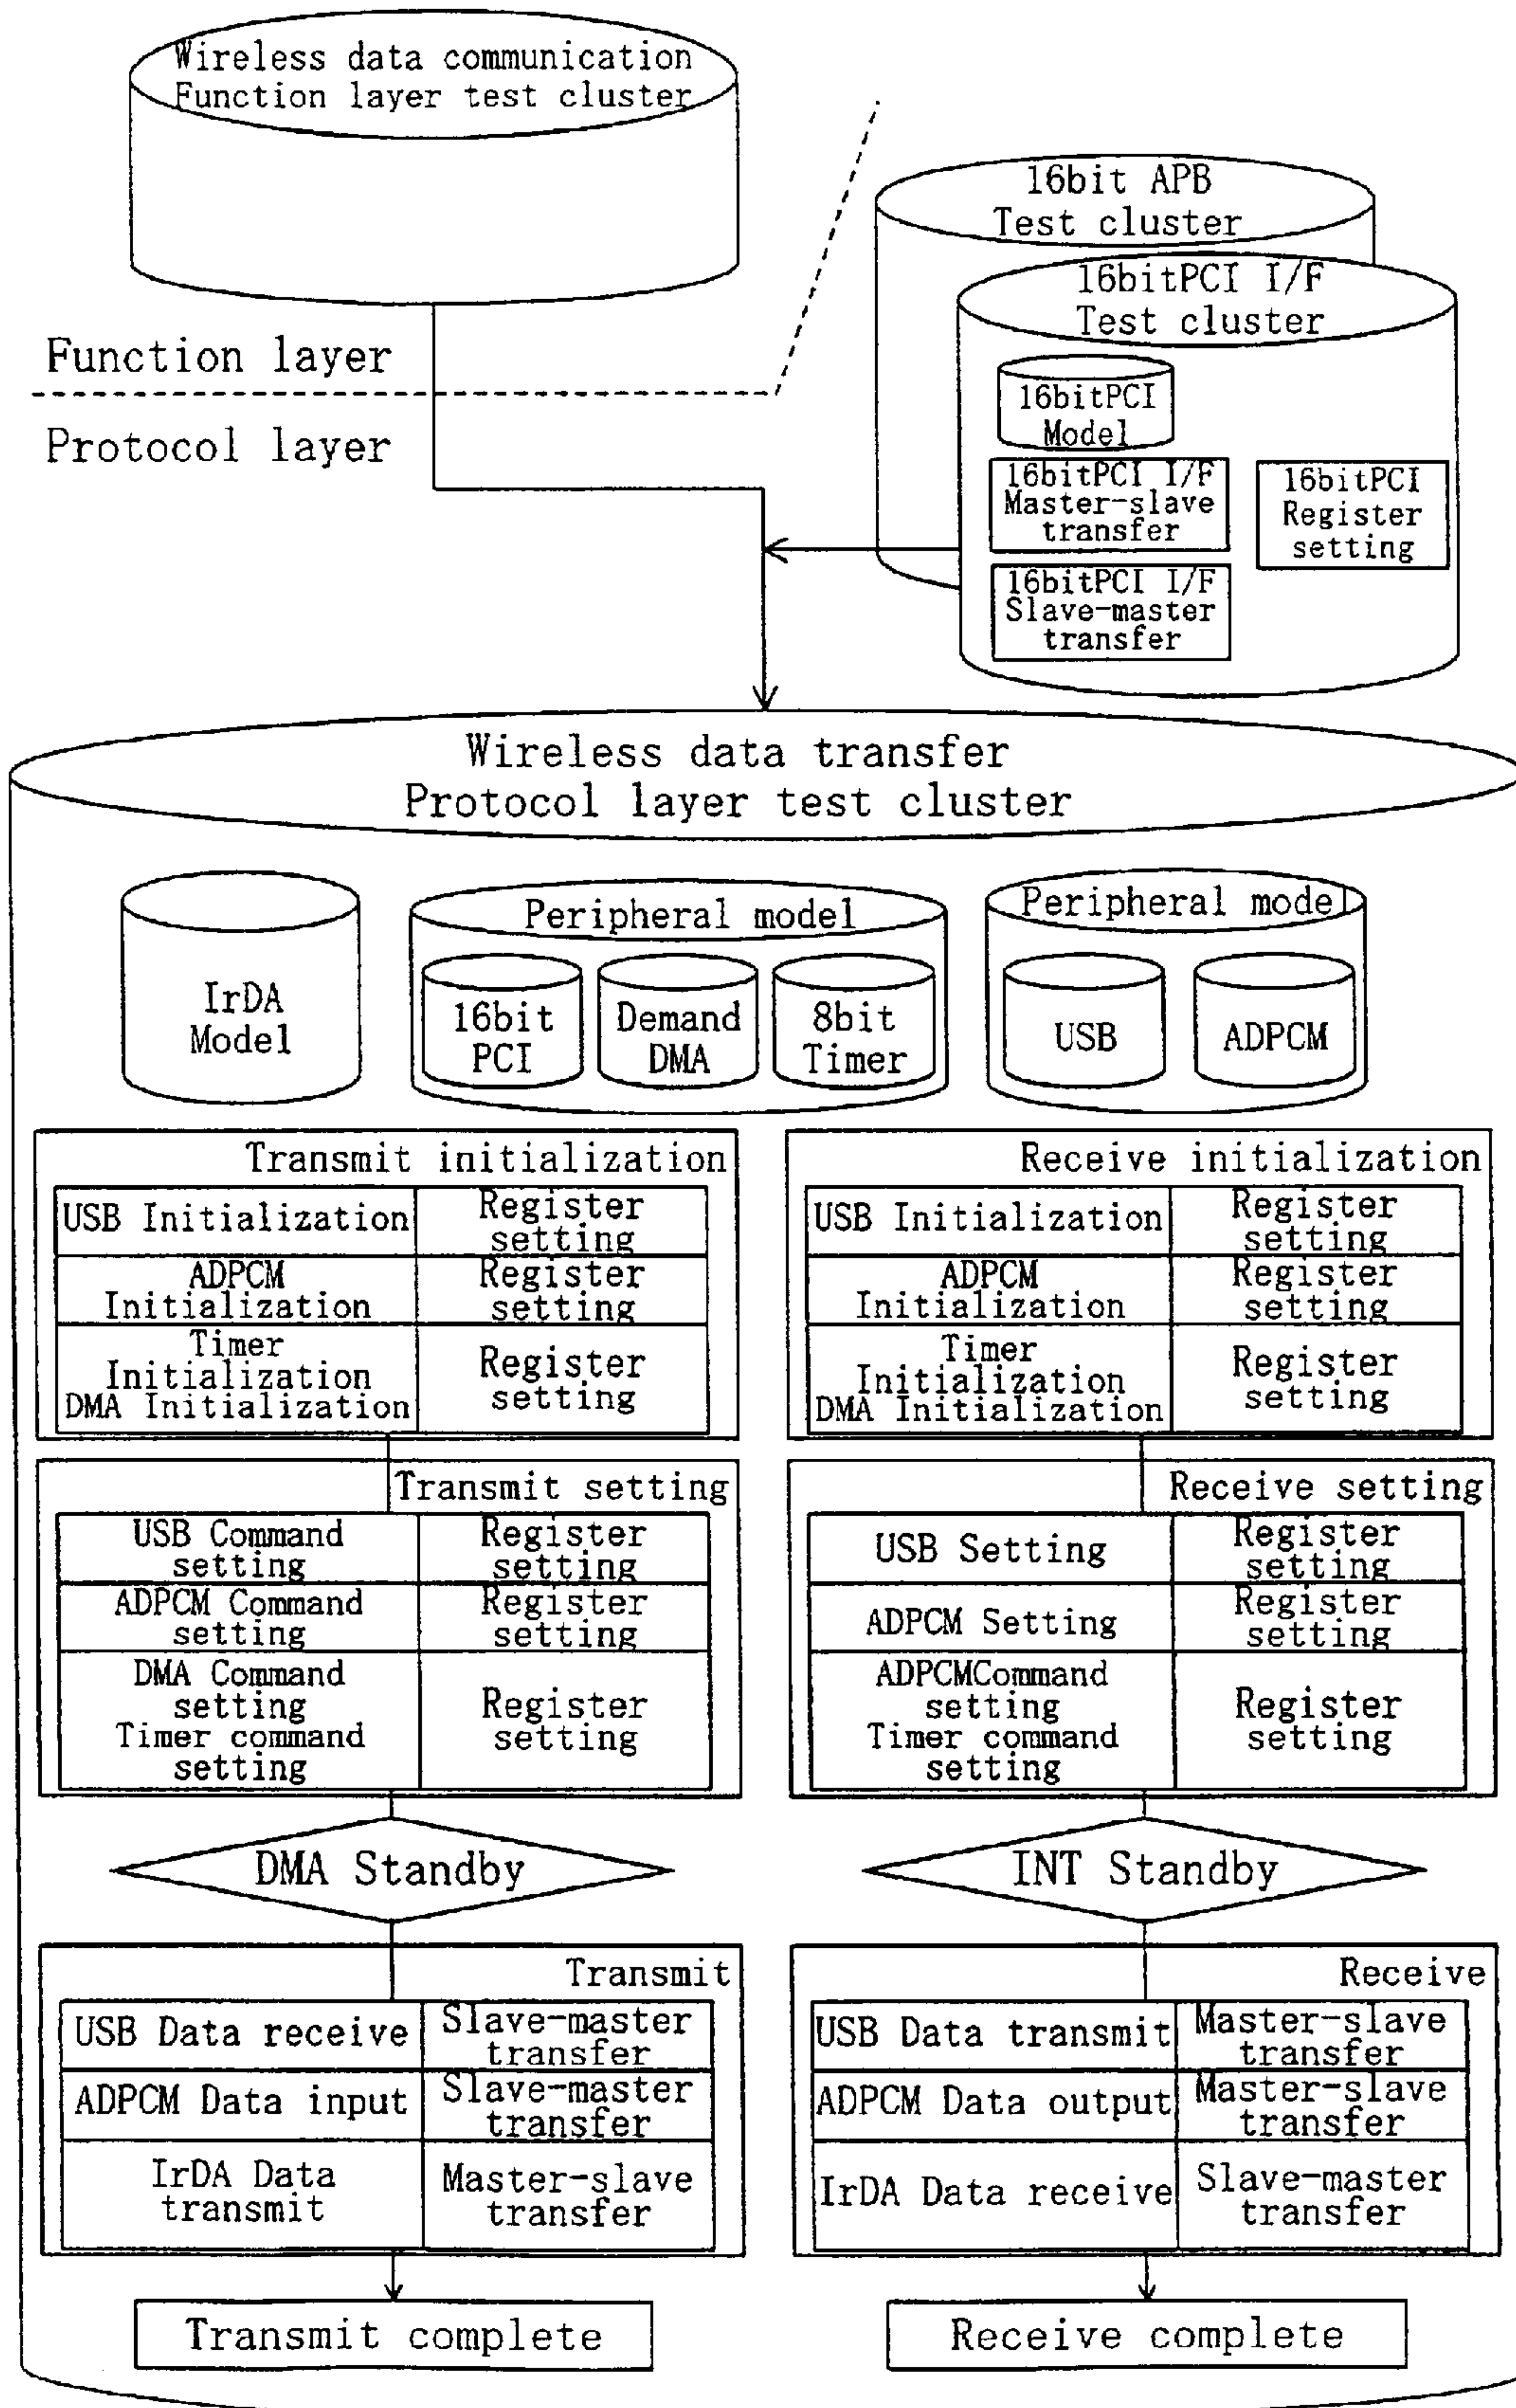 Wireless data communication
Function layer test cluster
16bit APB
Test cluster
16bitPCI I/F
Test cluster
Function layer
Protocol layer
16bitPCI
Model
16bitPCI I/F
Master-slave
transfer
16bitPCI
Register
setting
16bitPCI I/F
Slave-master
transfer
Wireless data transfer
Protocol layer test cluster
IrDA
Model
Peripheral model
16bit
PCI
Demand
DMA
8bit
Timer
Peripheral model
USB
ADPCM
Transmit initialization
USB Initialization
Register
setting
ADPCM
Initialization
Register
setting
Timer
Initialization
DMA Initialization
Register
setting
Receive initialization
USB Initialization
Register
setting
ADPCM
Initialization
Register
setting
Timer
Initialization
DMA Initialization
Register
setting
Transmit setting
USB Command
setting
Register
setting
ADPCM Command
setting
Register
setting
DMA Command
setting
Timer command
setting
Register
setting
Receive setting
USB Setting
Register
setting
ADPCM Setting
Register
setting
ADPCMCommand
setting
Timer command
setting
Register
setting
DMA Standby
INT Standby
Transmit
USB Data receive
Slave-master
transfer
ADPCM Data input
Slave-master
transfer
IrDA Data
transmit
Master-slave
transfer
Receive
USB Data transmit
Master-slave
transfer
ADPCM Data output
Master-slave
transfer
IrDA Data receive
Slave-master
transfer
Transmit complete
Receive complete